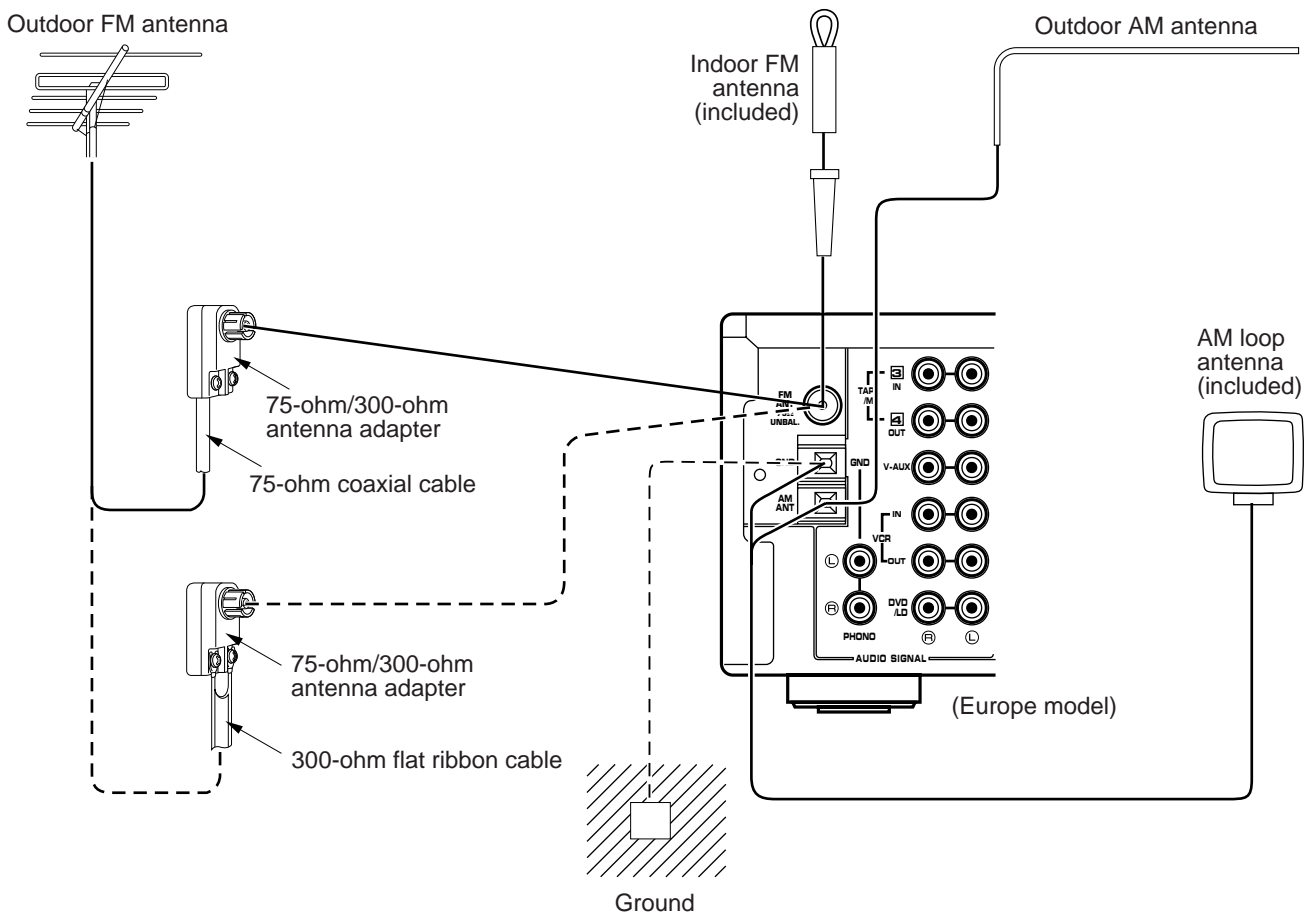 Outdoor FM antenna
Indoor FM
antenna
(included)
Outdoor AM antenna
AM loop
antenna
(included)
75-ohm/300-ohm
antenna adapter
75-ohm coaxial cable
75-ohm/300-ohm
antenna adapter
300-ohm flat ribbon cable
FM
ANT
UNBAL.
GND
AM
ANT
GND
3
IN
4
OUT
V-AUX
IN
VCR
OUT
DVD
/LD
L
R
PHONO
R
L
AUDIO SIGNAL
(Europe model)
Ground